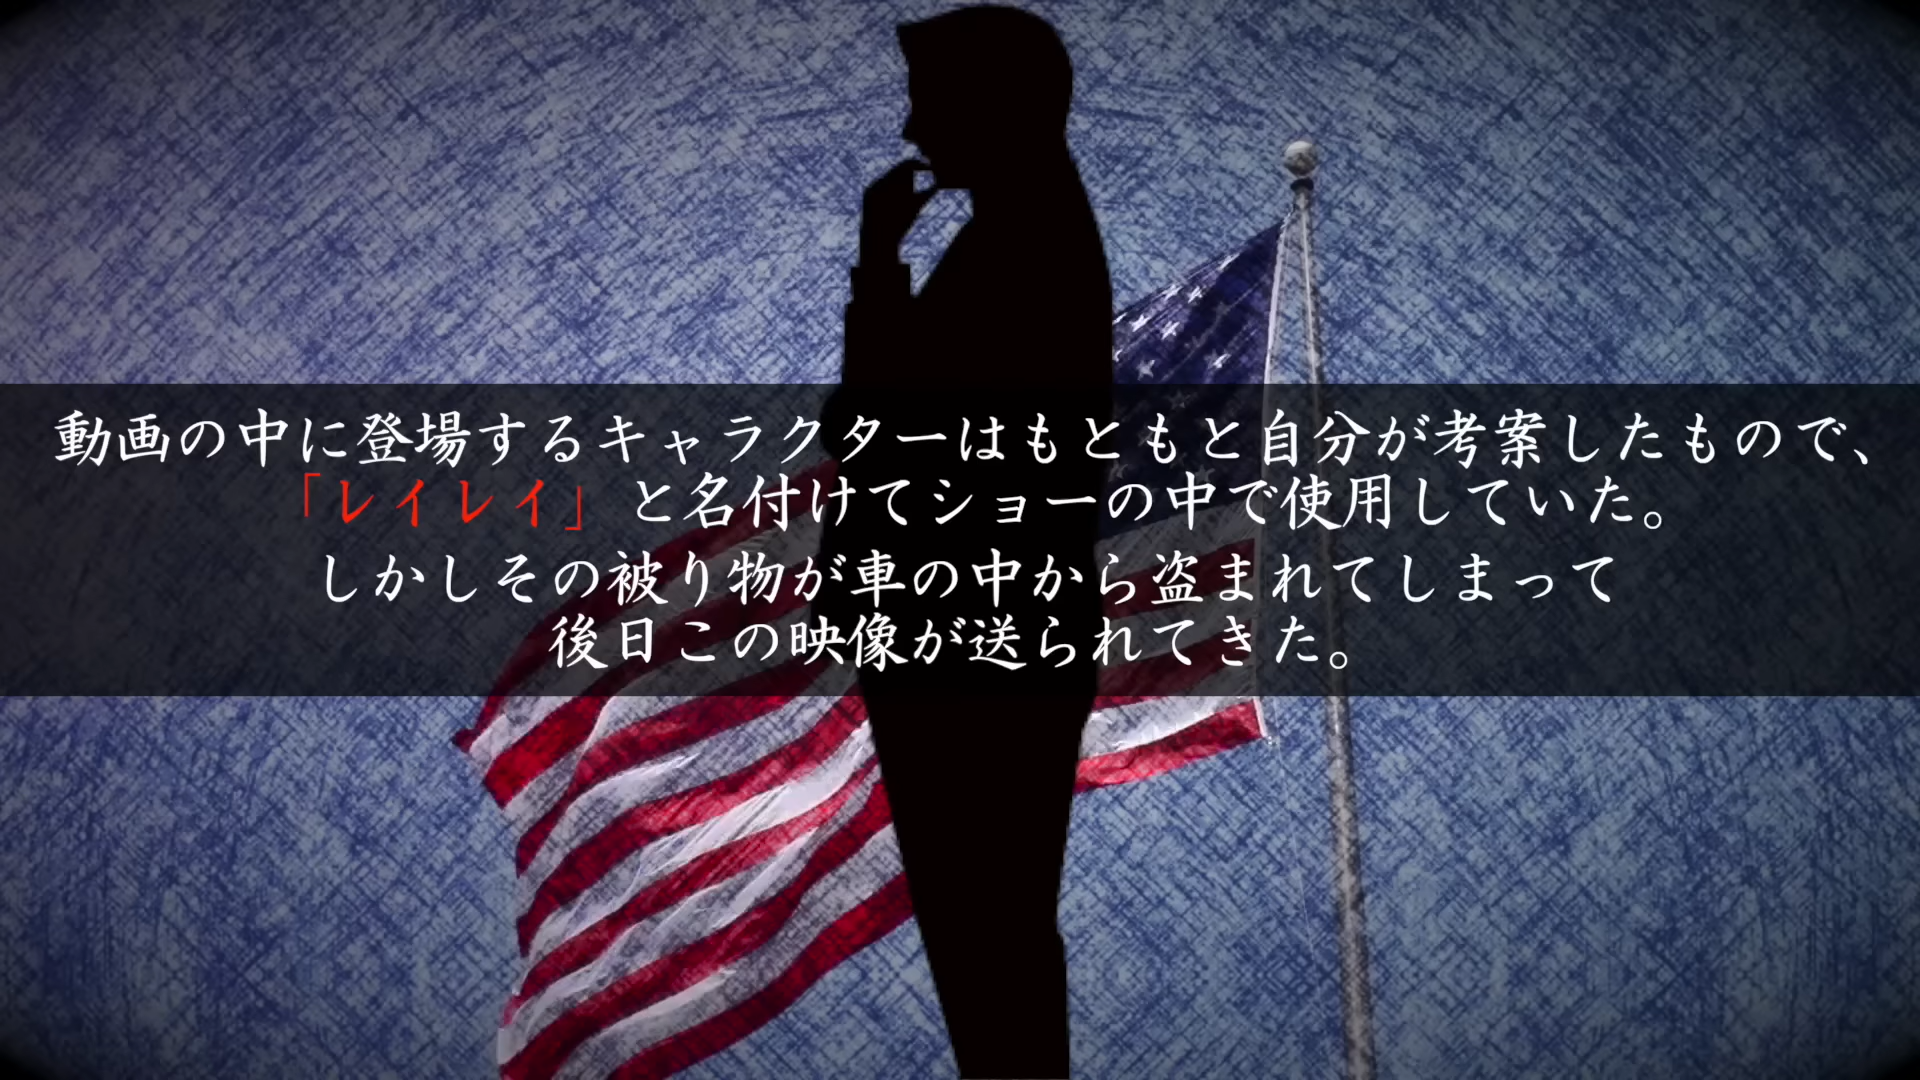 動画の中に登場するキャラクターはもともと自分が考案したもので、
「レイレイ」と名付けてショーの中で使用していた。
しかしその被り物が車の中から盗まれてしまって
後日この映像が送られてきた。